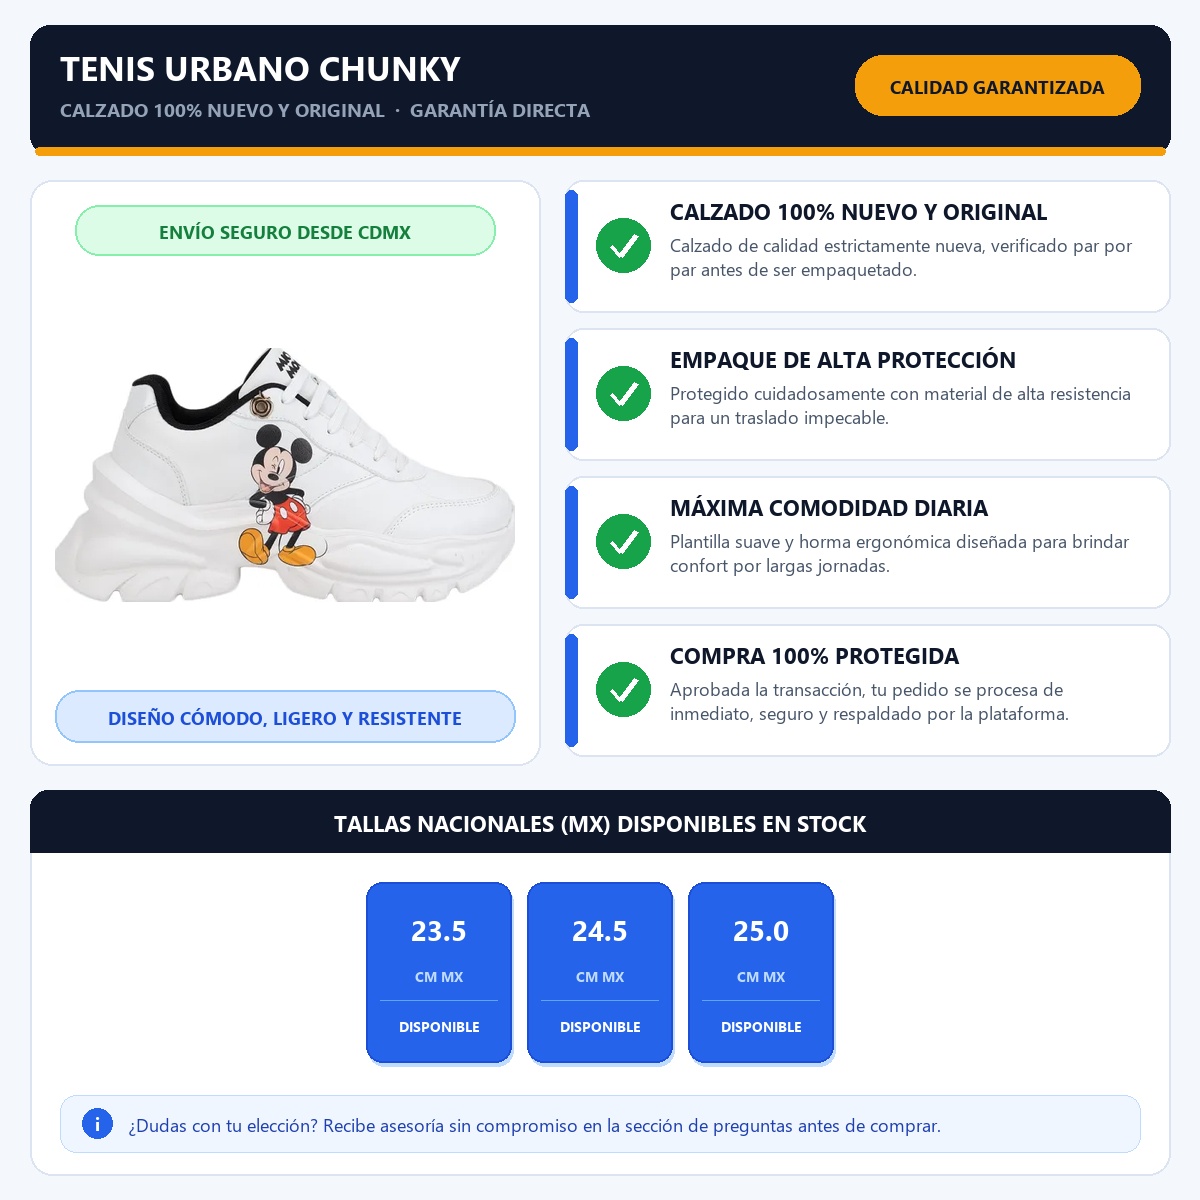 TENIS URBANO CHUNKY
CALZADO 100% NUEVO Y ORIGINAL · GARANTÍA DIRECTA
CALIDAD GARANTIZADA
ENVÍO SEGURO DESDE CDMX
DISEÑO CÓMODO, LIGERO Y RESISTENTE
CALZADO 100% NUEVO Y ORIGINAL
Calzado de calidad estrictamente nueva, verificado par por
par antes de ser empaquetado.
EMPAQUE DE ALTA PROTECCIÓN
Protegido cuidadosamente con material de alta resistencia
para un traslado impecable.
MÁXIMA COMODIDAD DIARIA
Plantilla suave y horma ergonómica diseñada para brindar
confort por largas jornadas.
COMPRA 100% PROTEGIDA
Aprobada la transacción, tu pedido se procesa de
inmediato, seguro y respaldado por la plataforma.
TALLAS NACIONALES (MX) DISPONIBLES EN STOCK
23.5
CM MX
DISPONIBLE
24.5
CM MX
DISPONIBLE
25.0
CM MX
DISPONIBLE
¿Dudas con tu elección? Recibe asesoría sin compromiso en la sección de preguntas antes de comprar.